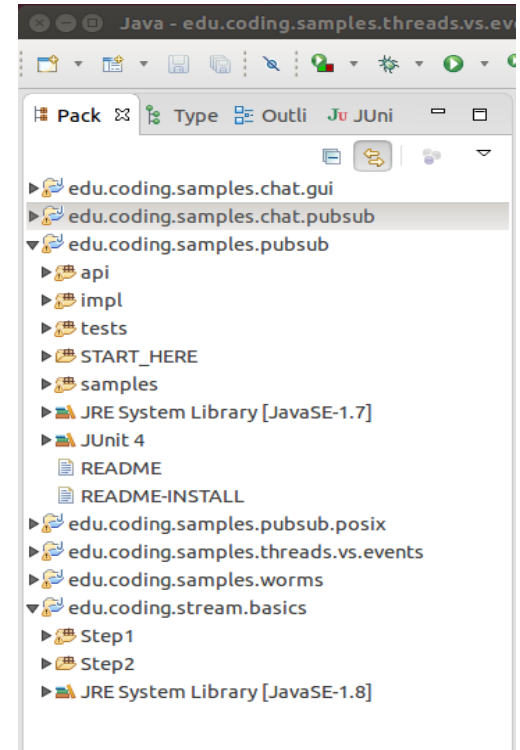 Java - edu.coding.samples.threads.vs.eve
Pack Type Outli JU JUni
edu.coding.samples.chat.gui
edu.coding.samples.chat.pubsub
edu.coding.samples.pubsub
api
impl
tests
START_HERE
samples
JRE System Library [JavaSE-1.7]
JUnit 4
README
README-INSTALL
edu.coding.samples.pubsub.posix
edu.coding.samples.threads.vs.events
edu.coding.samples.worms
edu.coding.stream.basics
Step1
Step2
JRE System Library [JavaSE-1.8]